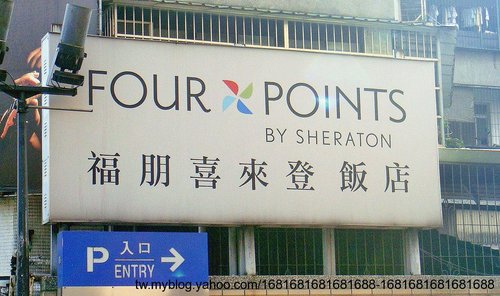 FOUR POINTS
BY SHERATON
福朋喜來登飯店
P 入口 →
ENTRY
tw.myblog.yahoo.com/1681681681681688-1681681681681688